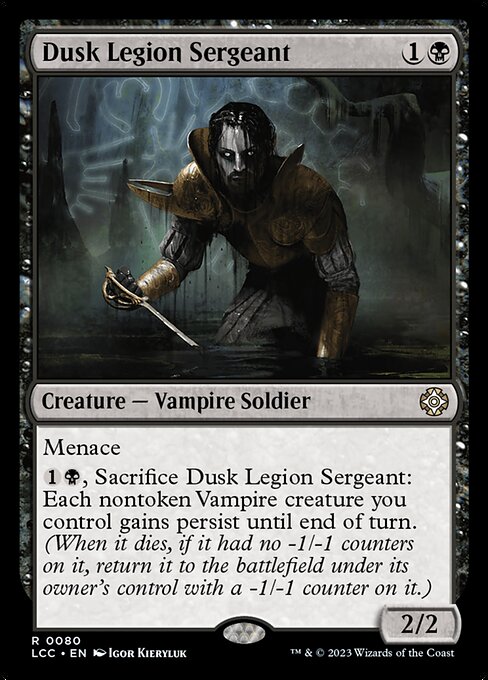 Dusk Legion Sergeant 1
Creature — Vampire Soldier
Menace
1, Sacrifice Dusk Legion Sergeant:
Each nontoken Vampire creature you
control gains persist until end of turn.
(When it dies, if it had no -1/-1 counters
on it, return it to the battlefield under its
owner's control with a -1/-1 counter on it.)
2/2
R 0080
LCC • EN Igor Kieryluk ™ & © 2023 Wizards of the Coast